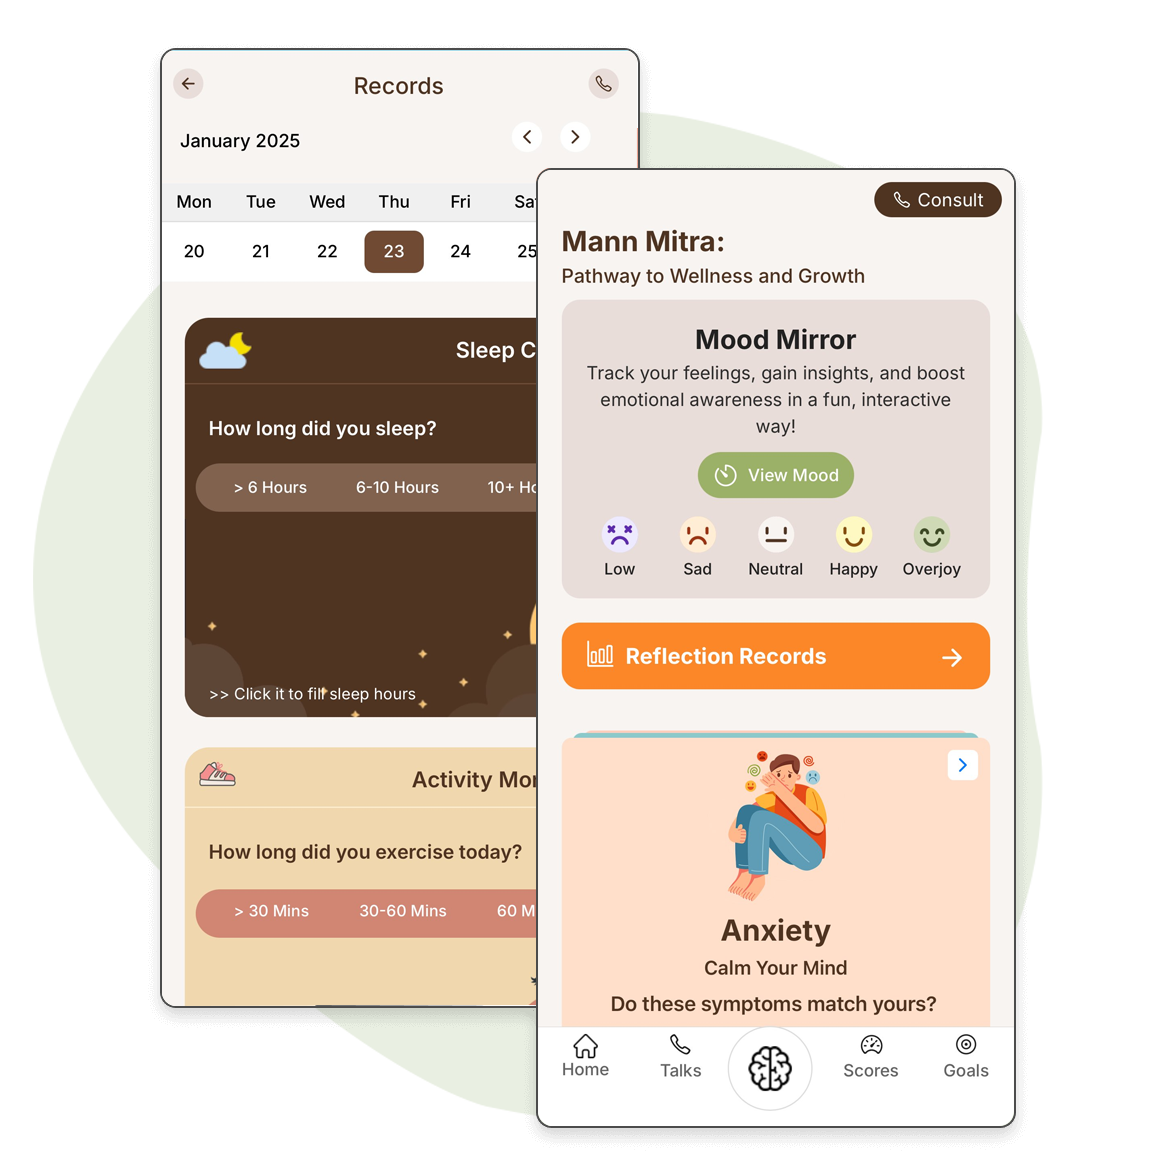 Records
January 2025
Mon Tue Wed Thu Fri
20 21 22 23 24 25
Sleep
How long did you sleep?
> 6 Hours 6-10 Hours 10+
>> Click it to fill sleep hours
Activity
How long did you exercise today?
> 30 Mins 30-60 Mins 60
Consult
Mann Mitra:
Pathway to Wellness and Growth
Mood Mirror
Track your feelings, gain insights, and boost
emotional awareness in a fun, interactive
way!
View Mood
Low Sad Neutral Happy Overjoy
Reflection Records
Anxiety
Calm Your Mind
Do these symptoms match yours?
Home Talks Scores Goals